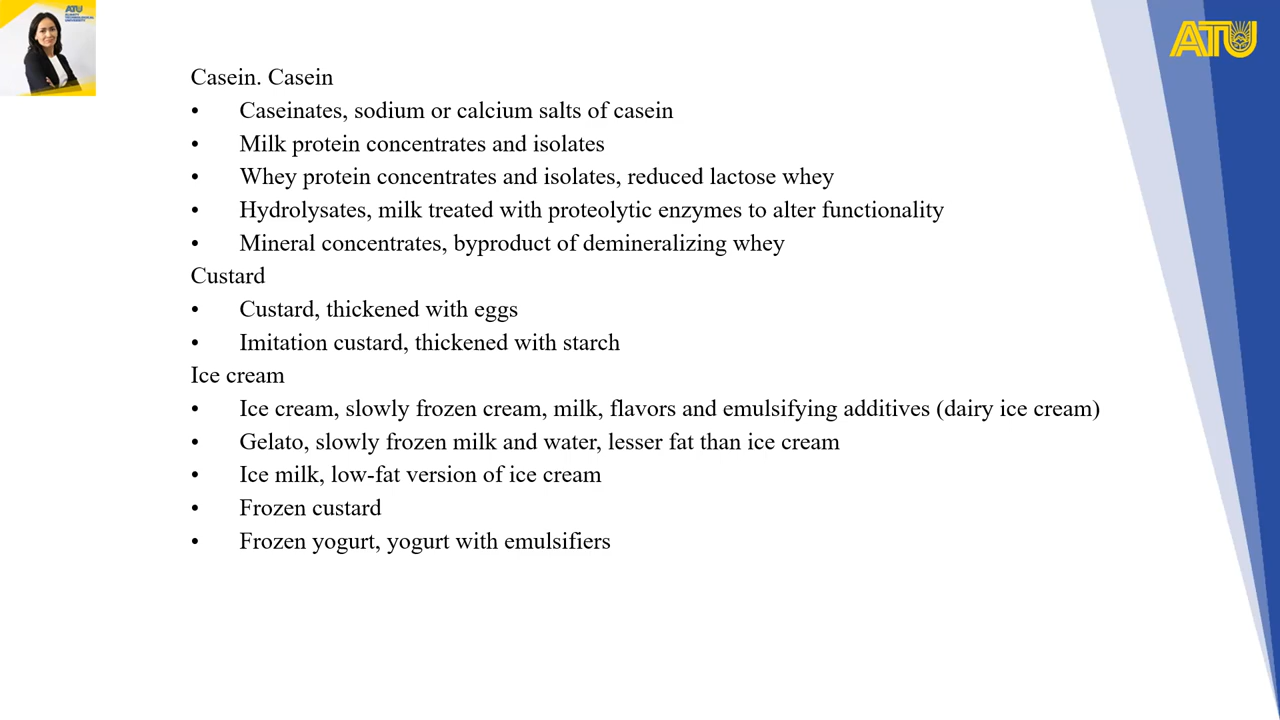 ATU
ALMATY
TECHNOLOGICAL
UNIVERSITY
ATU
Casein. Casein
• Caseinates, sodium or calcium salts of casein
• Milk protein concentrates and isolates
• Whey protein concentrates and isolates, reduced lactose whey
• Hydrolysates, milk treated with proteolytic enzymes to alter functionality
• Mineral concentrates, byproduct of demineralizing whey
Custard
• Custard, thickened with eggs
• Imitation custard, thickened with starch
Ice cream
• Ice cream, slowly frozen cream, milk, flavors and emulsifying additives (dairy ice cream)
• Gelato, slowly frozen milk and water, lesser fat than ice cream
• Ice milk, low-fat version of ice cream
• Frozen custard
• Frozen yogurt, yogurt with emulsifiers